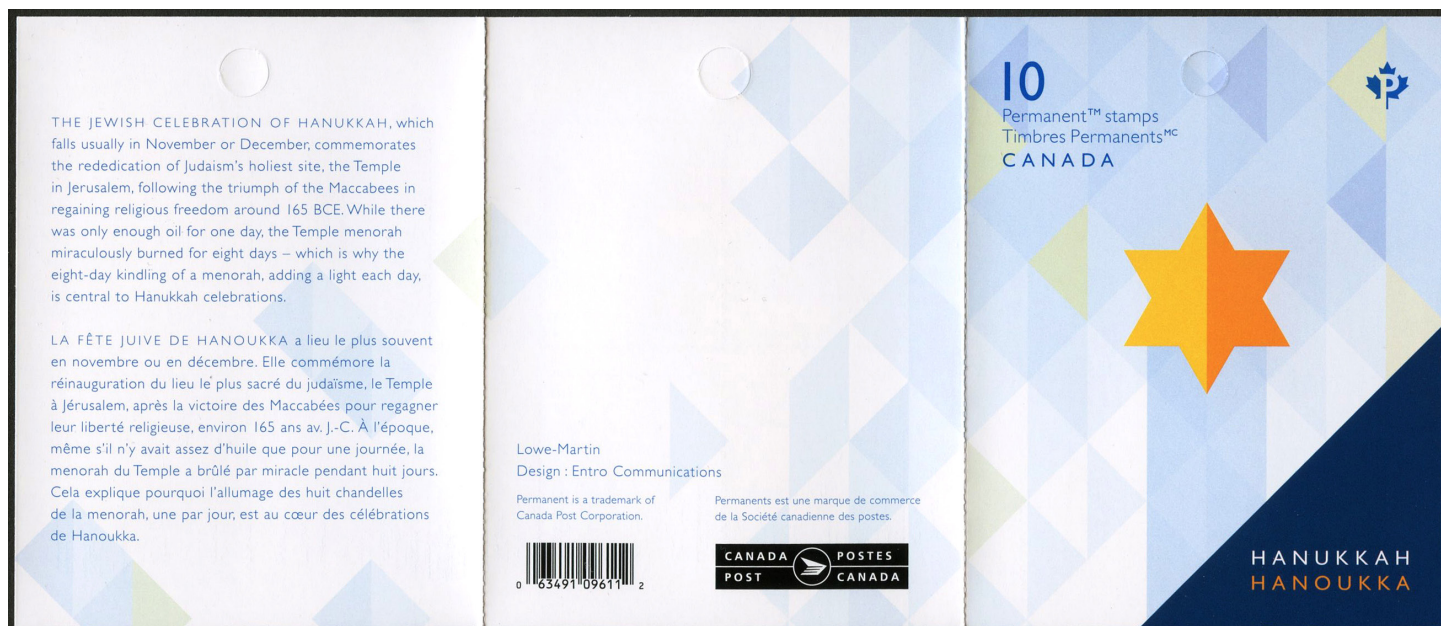 THE JEWISH CELEBRATION OF HANUKKAH, which
falls usually in November or December, commemorates
the rededication of Judaism's holiest site, the Temple
in Jerusalem, following the triumph of the Maccabees in
regaining religious freedom around 165 BCE. While there
was only enough oil for one day, the Temple menorah
miraculously burned for eight days – which is why the
eight-day kindling of a menorah, adding a light each day,
is central to Hanukkah celebrations.
LA FÊTE JUIVE DE HANOUKKA a lieu le plus souvent
en novembre ou en décembre. Elle commémore la
réinauguration du lieu le plus sacré du judaïsme, le Temple
à Jérusalem, après la victoire des Maccabées pour regagner
leur liberté religieuse, environ 165 ans av. J.-C. À l'époque,
même s'il n'y avait assez d'huile que pour une journée, la
menorah du Temple a brûlé par miracle pendant huit jours.
Cela explique pourquoi l'allumage des huit chandelles
de la menorah, une par jour, est au cœur des célébrations
de Hanoukka.
Lowe-Martin
Design : Entro Communications
Permanent is a trademark of
Canada Post Corporation.
Permanents est une marque de commerce
de la Société canadienne des postes.
0 63491 09611 2
CANADA POSTES
POST CANADA
10
Permanent™ stamps
Timbres Permanents MC
CANADA
P
HANUKKAH
HANOUKKA